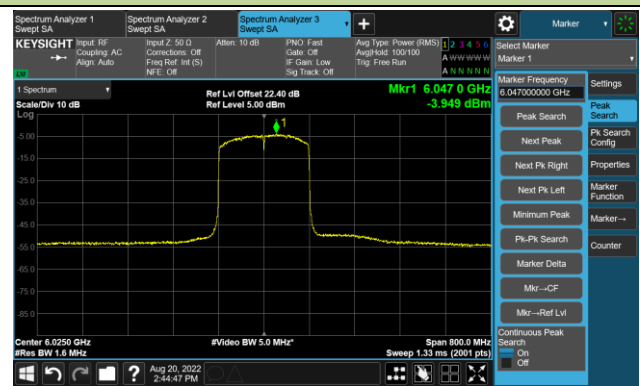 Spectrum Analyzer 1
Swept SA
Spectrum Analyzer 2
Swept SA
Spectrum Analyzer 3
Swept SA
Marker
KEYSIGHT
Input: RF
Coupling: AC
Align: Auto
Input Z: 50 Ω
Corrections: Off
Freq Ref: Int (S)
NFE: Off
Atten: 10 dB
PNO: Fast
Gate: Off
IF Gain: Low
Sig Track: Off
Avg Type: Power (RMS)
Avg|Hold: 100/100
Trig: Free Run
1 2 3 4 5 6
A W W W W W
A N N N N N
Select Marker
Marker 1
LXI
1 Spectrum
Scale/Div 10 dB
Ref Lvl Offset 22.40 dB
Ref Level 5.00 dBm
Mkr1 6.047 0 GHz
-3.949 dBm
Log
1
-5.00
-15.0
-25.0
-35.0
-45.0
-55.0
-65.0
-75.0
-85.0
Center 6.0250 GHz
#Res BW 1.6 MHz
#Video BW 5.0 MHz*
Span 800.0 MHz
Sweep 1.33 ms (2001 pts)
Marker Frequency
6.047000000 GHz
Peak Search
Next Peak
Next Pk Right
Next Pk Left
Minimum Peak
Pk-Pk Search
Marker Delta
Mkr→CF
Mkr→Ref Lvl
Continuous Peak
Search
On
Off
Settings
Peak
Search
Pk Search
Config
Properties
Marker
Function
Marker→
Counter
?
Aug 20, 2022
2:44:47 PM